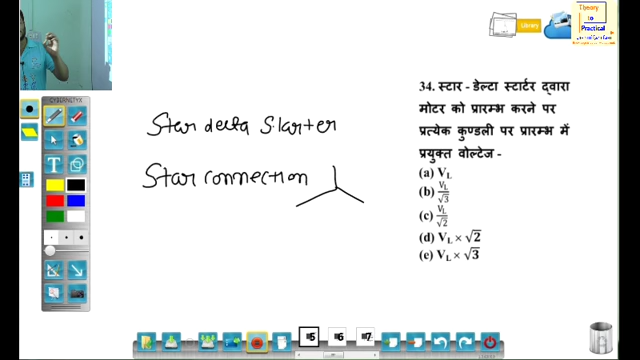 Theory
to
Practical
Library
34. स्टार - डेल्टा स्टार्टर द्वारा
मोटर को प्रारम्भ करने पर
प्रत्येक कुण्डली पर प्रारम्भ में
प्रयुक्त वोल्टेज -
(a) V_L
(b) V_L/√3
(c) V_L/√2
(d) V_L × √2
(e) V_L × √3
Star delta Starter
Star connection
5
6
7